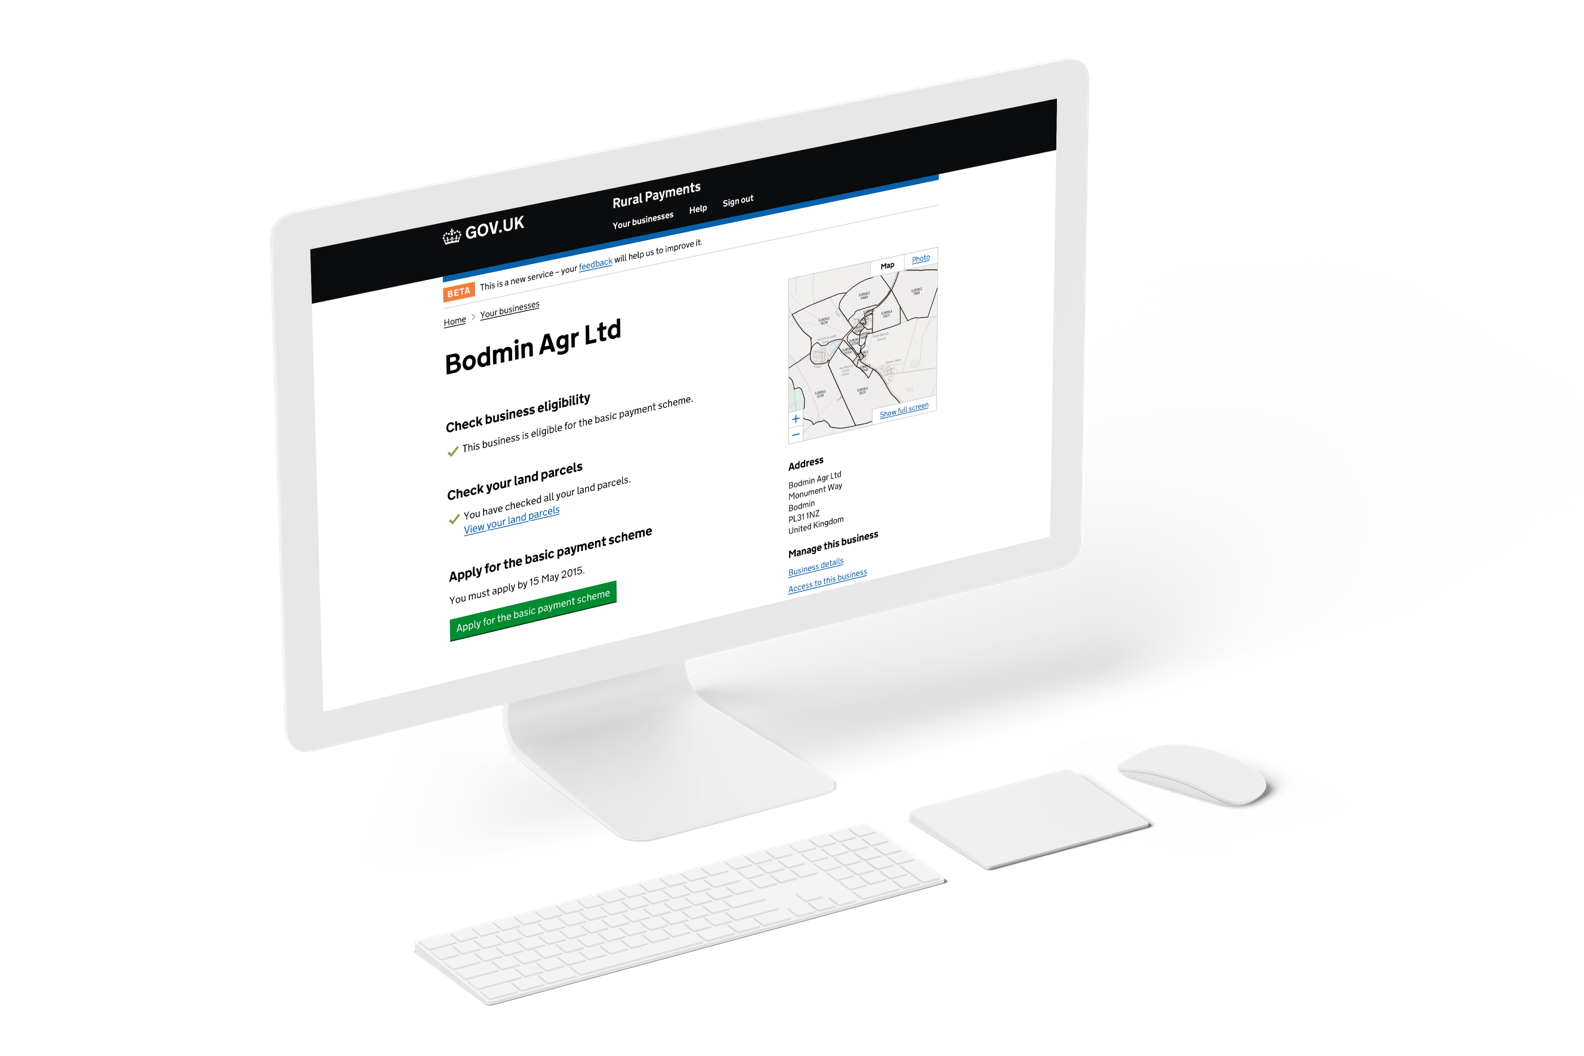 GOV.UK
Rural Payments
Your businesses Help Sign out
BETA This is a new service – your feedback will help us to improve it.
Home > Your businesses
Bodmin Agr Ltd
Check business eligibility
This business is eligible for the basic payment scheme.
Check your land parcels
You have checked all your land parcels.
View your land parcels
Apply for the basic payment scheme
You must apply by 15 May 2015.
Apply for the basic payment scheme
Map Photo
+
−
Show full screen
Address
Bodmin Agr Ltd
Monument Way
Bodmin
PL31 1NZ
United Kingdom
Manage this business
Business details
Access to this business